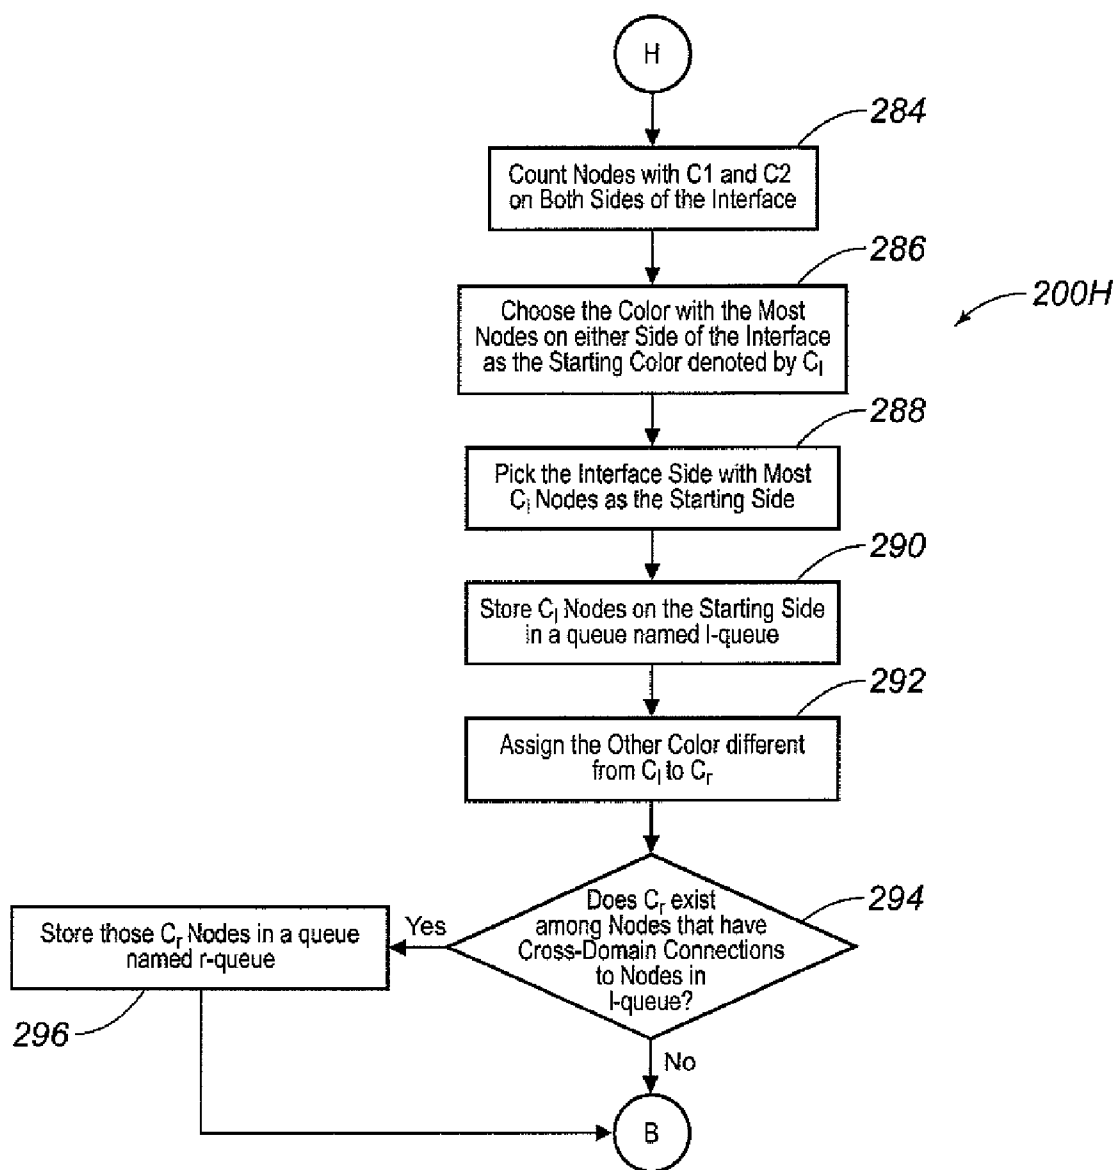 H
284
Count Nodes with C1 and C2
on Both Sides of the Interface
286
Choose the Color with the Most
Nodes on either Side of the Interface
as the Starting Color denoted by Cl
200H
288
Pick the Interface Side with Most
Cl Nodes as the Starting Side
290
Store Cl Nodes on the Starting Side
in a queue named l-queue
292
Assign the Other Color different
from Cl to Cr
294
Does Cr exist
among Nodes that have
Cross-Domain Connections
to Nodes in
l-queue?
Yes
Store those Cr Nodes in a queue
named r-queue
296
No
B